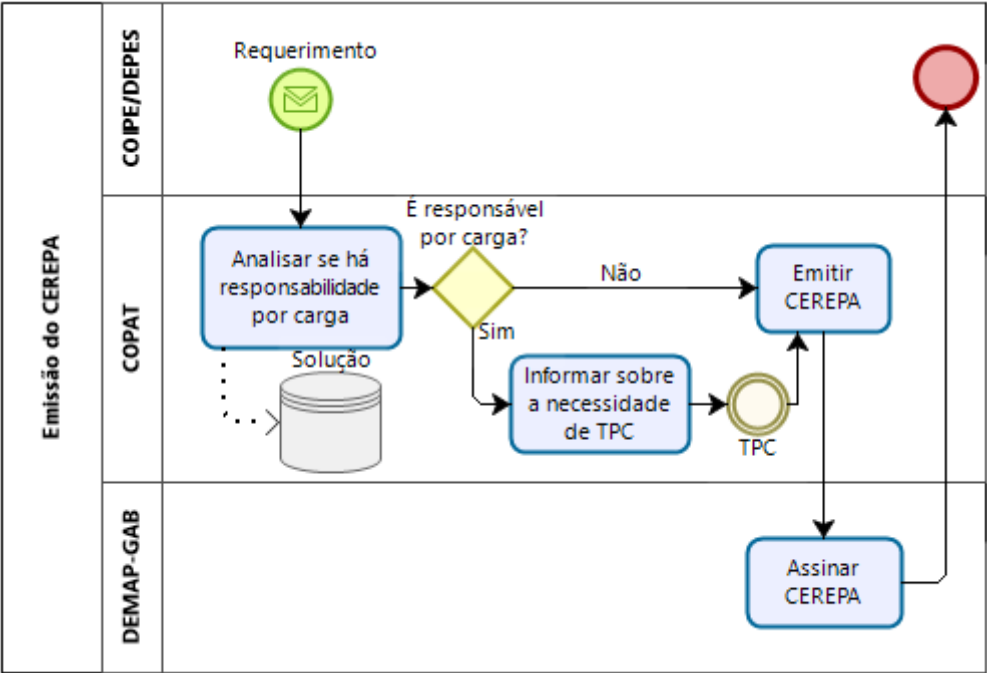 Emissão do CEREPA
COIPE/DEPES
Requerimento
COPAT
Analisar se há
responsabilidade
por carga
Solução
É responsável
por carga?
Não
Sim
Informar sobre
a necessidade
de TPC
TPC
Emitir
CEREPA
DEMAP-GAB
Assinar
CEREPA